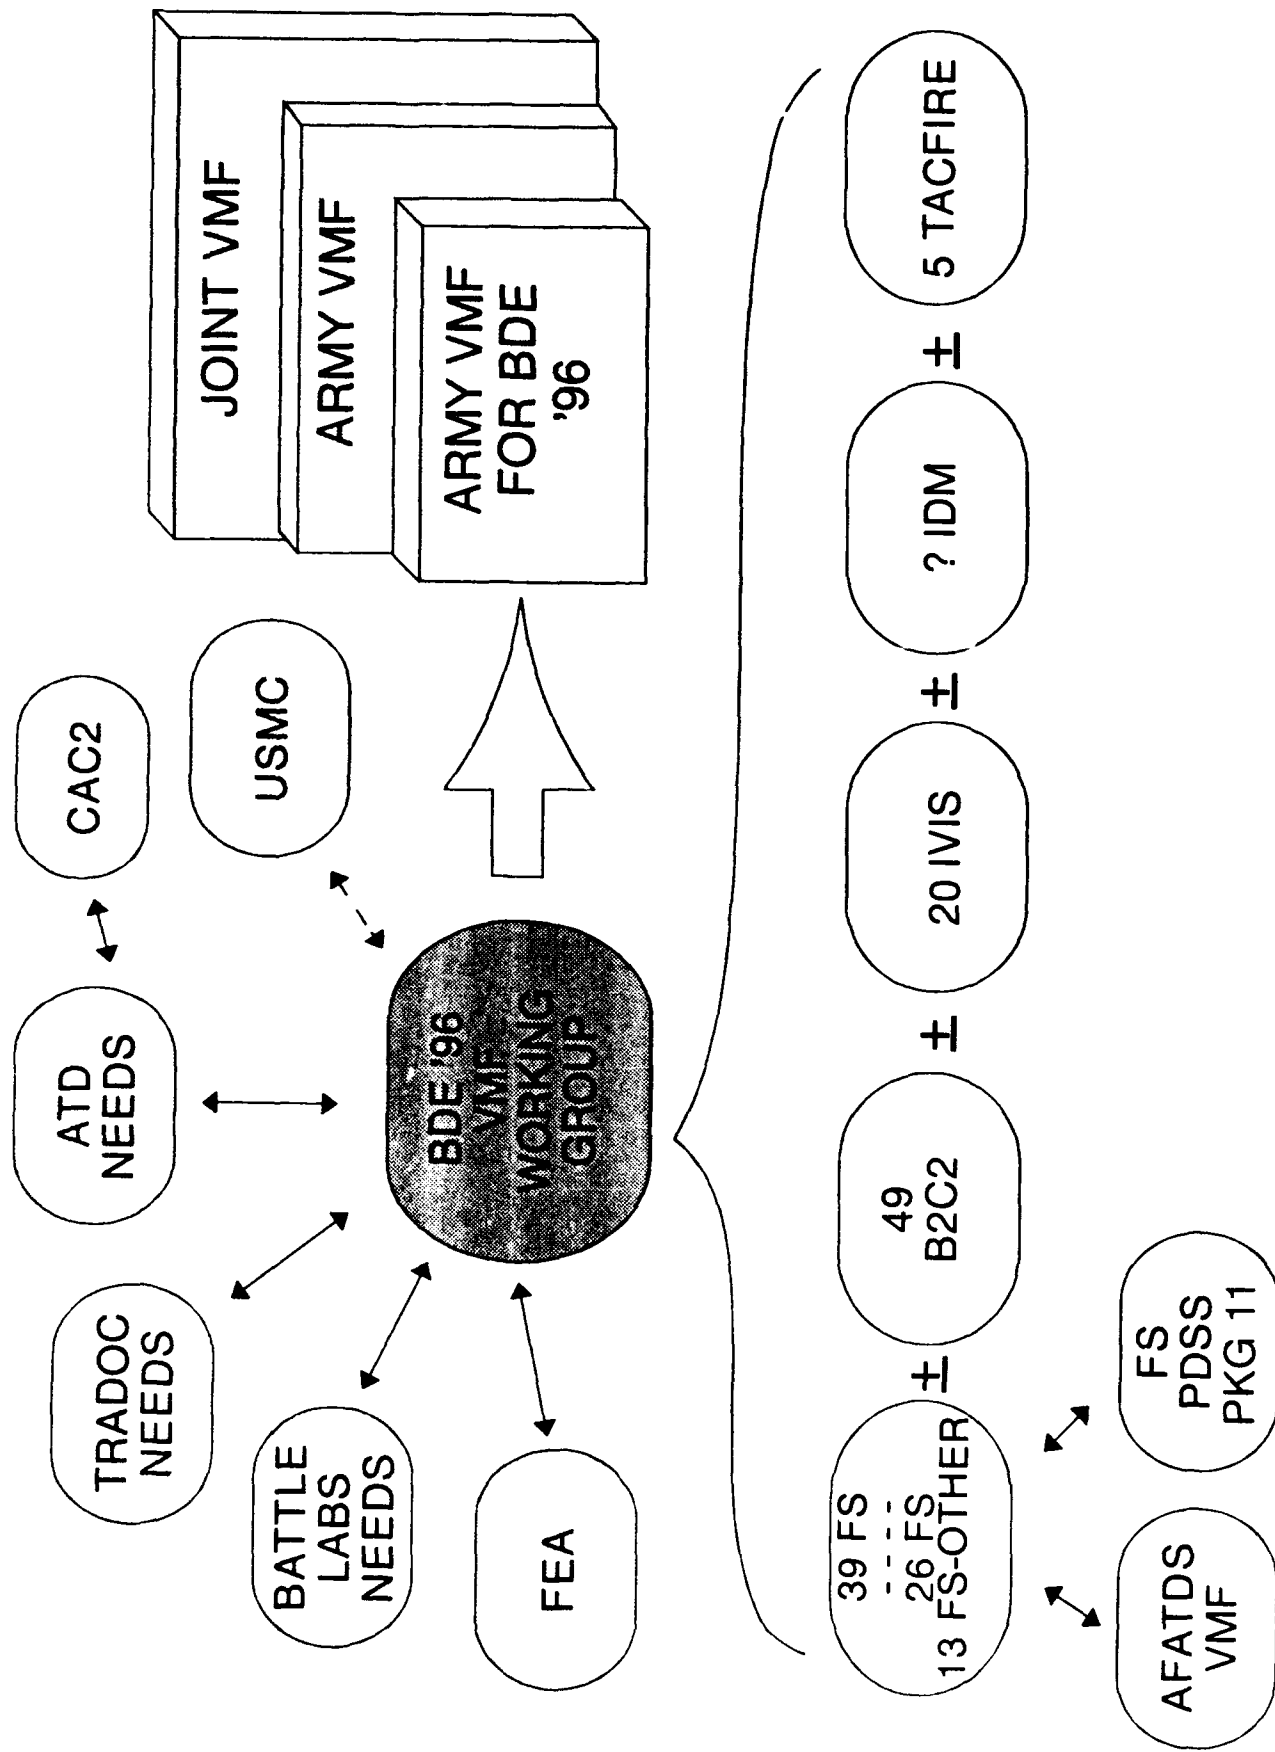 TRADOC
NEEDS
ATD
NEEDS
CAC2
BATTLE
LABS
NEEDS
USMC
FEA
BDE '96
VMF
WORKING
GROUP
JOINT VMF
ARMY VMF
ARMY VMF
FOR BDE
'96
39 FS
- - - -
26 FS
13 FS-OTHER
±
49
B2C2
±
20 IVIS
±
? IDM
±
5 TACFIRE
AFATDS
VMF
FS
PDSS
PKG 11